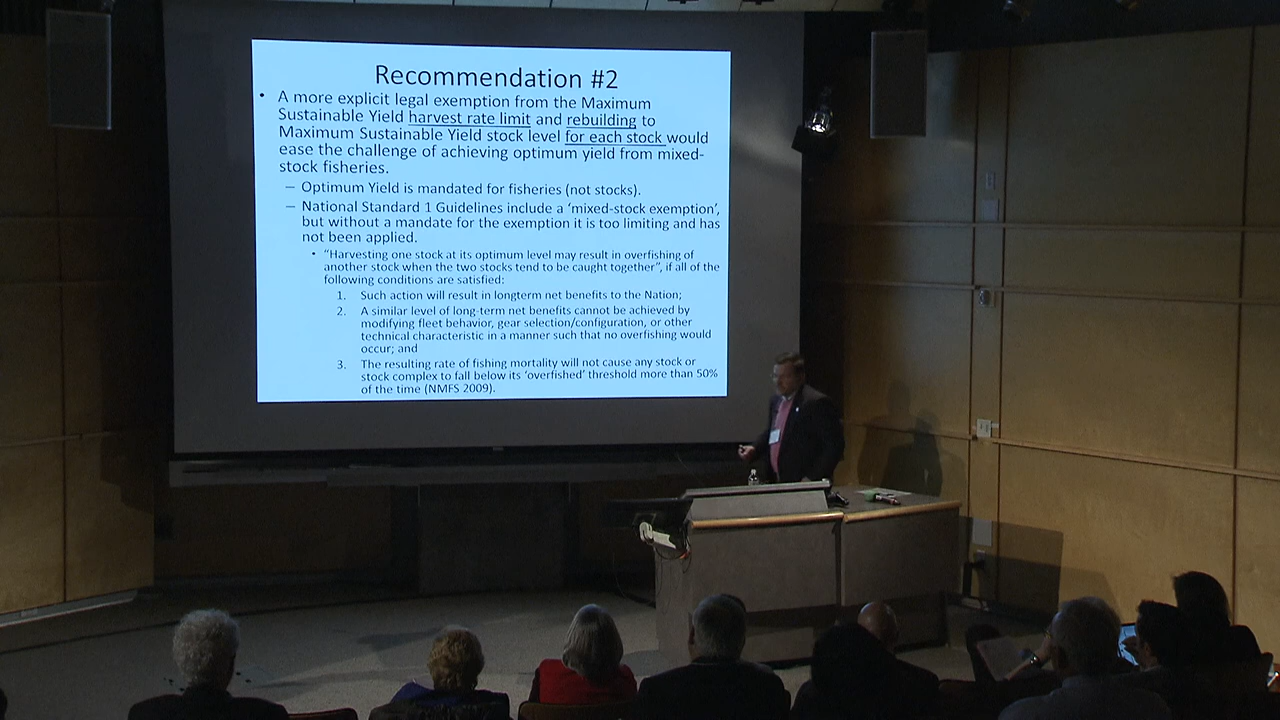 Recommendation #2
• A more explicit legal exemption from the Maximum
Sustainable Yield harvest rate limit and rebuilding to
Maximum Sustainable Yield stock level for each stock would
ease the challenge of achieving optimum yield from mixed-
stock fisheries.
– Optimum Yield is mandated for fisheries (not stocks).
– National Standard 1 Guidelines include a ‘mixed-stock exemption’,
but without a mandate for the exemption it is too limiting and has
not been applied.
• “Harvesting one stock at its optimum level may result in overfishing of
another stock when the two stocks tend to be caught together”, if all of the
following conditions are satisfied:
1. Such action will result in longterm net benefits to the Nation;
2. A similar level of long-term net benefits cannot be achieved by
modifying fleet behavior, gear selection/configuration, or other
technical characteristic in a manner such that no overfishing would
occur; and
3. The resulting rate of fishing mortality will not cause any stock or
stock complex to fall below its ‘overfished’ threshold more than 50%
of the time (NMFS 2009).